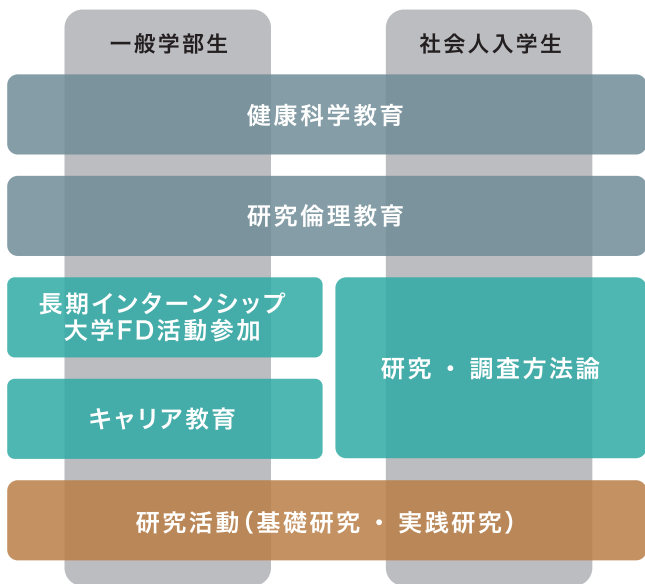 一般学部生
社会人入学生
健康科学教育
研究倫理教育
長期インターンシップ
大学FD活動参加
研究・調査方法論
キャリア教育
研究活動(基礎研究・実践研究)